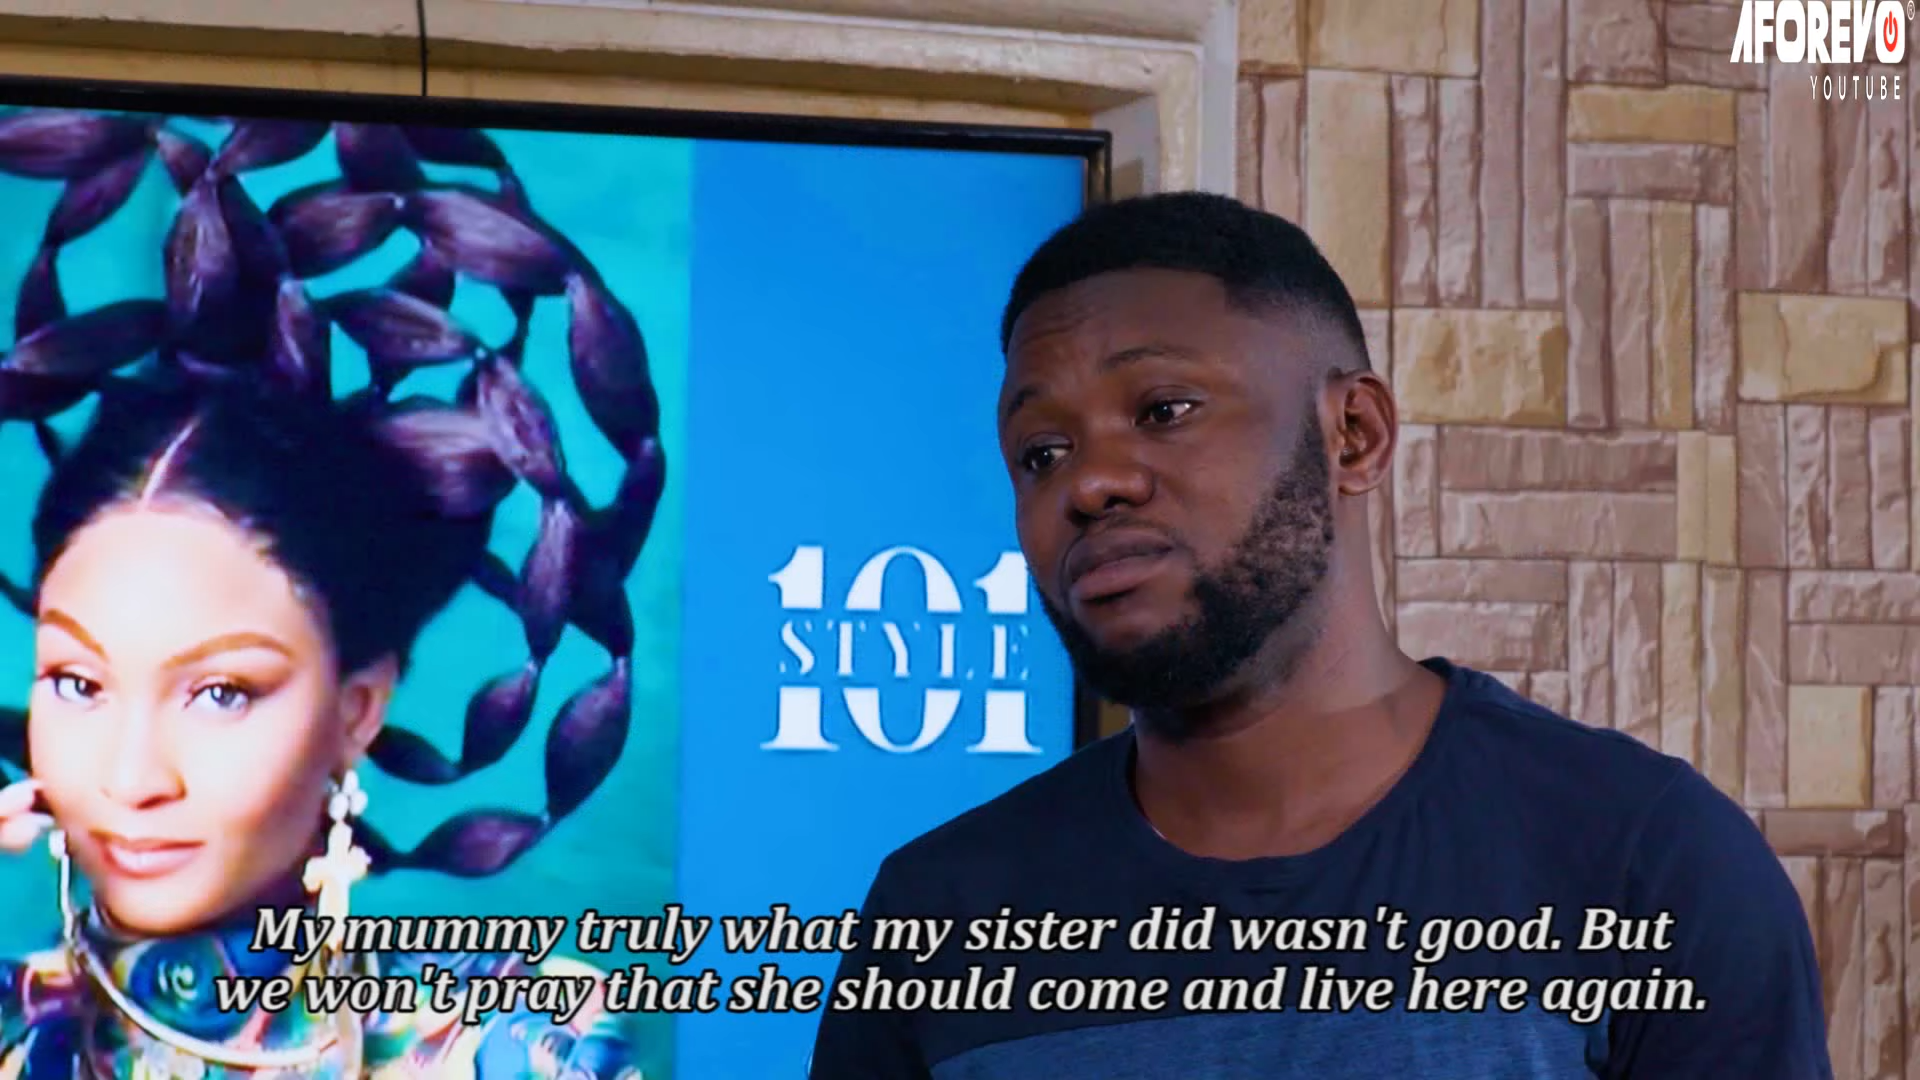 AFOREVO
YOUTUBE
101
STYLE
My mummy truly what my sister did wasn't good. But
we won't pray that she should come and live here again.